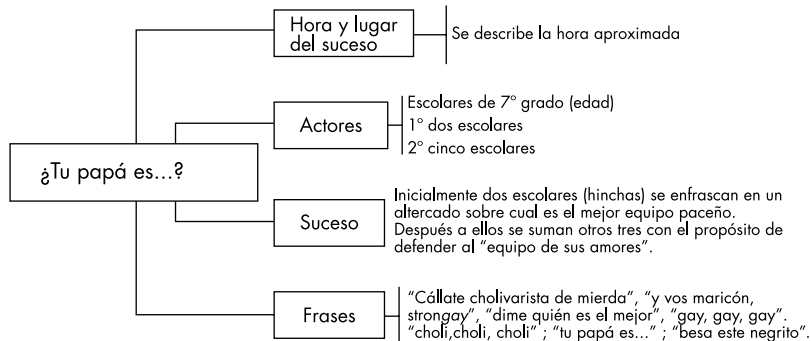 ¿Tu papá es...?
Hora y lugar
del suceso
Se describe la hora aproximada
Actores
Escolares de 7º grado (edad)
1º dos escolares
2º cinco escolares
Suceso
Inicialmente dos escolares (hinchas) se enfrascan en un
altercado sobre cual es el mejor equipo paceño.
Después a ellos se suman otros tres con el propósito de
defender al “equipo de sus amores”.
Frases
“Cállate cholivarista de mierda”, “y vos maricón,
strongay”, “dime quién es el mejor”, “gay, gay, gay”.
“choli,choli, choli” ; “tu papá es...” ; “besa este negrito”.